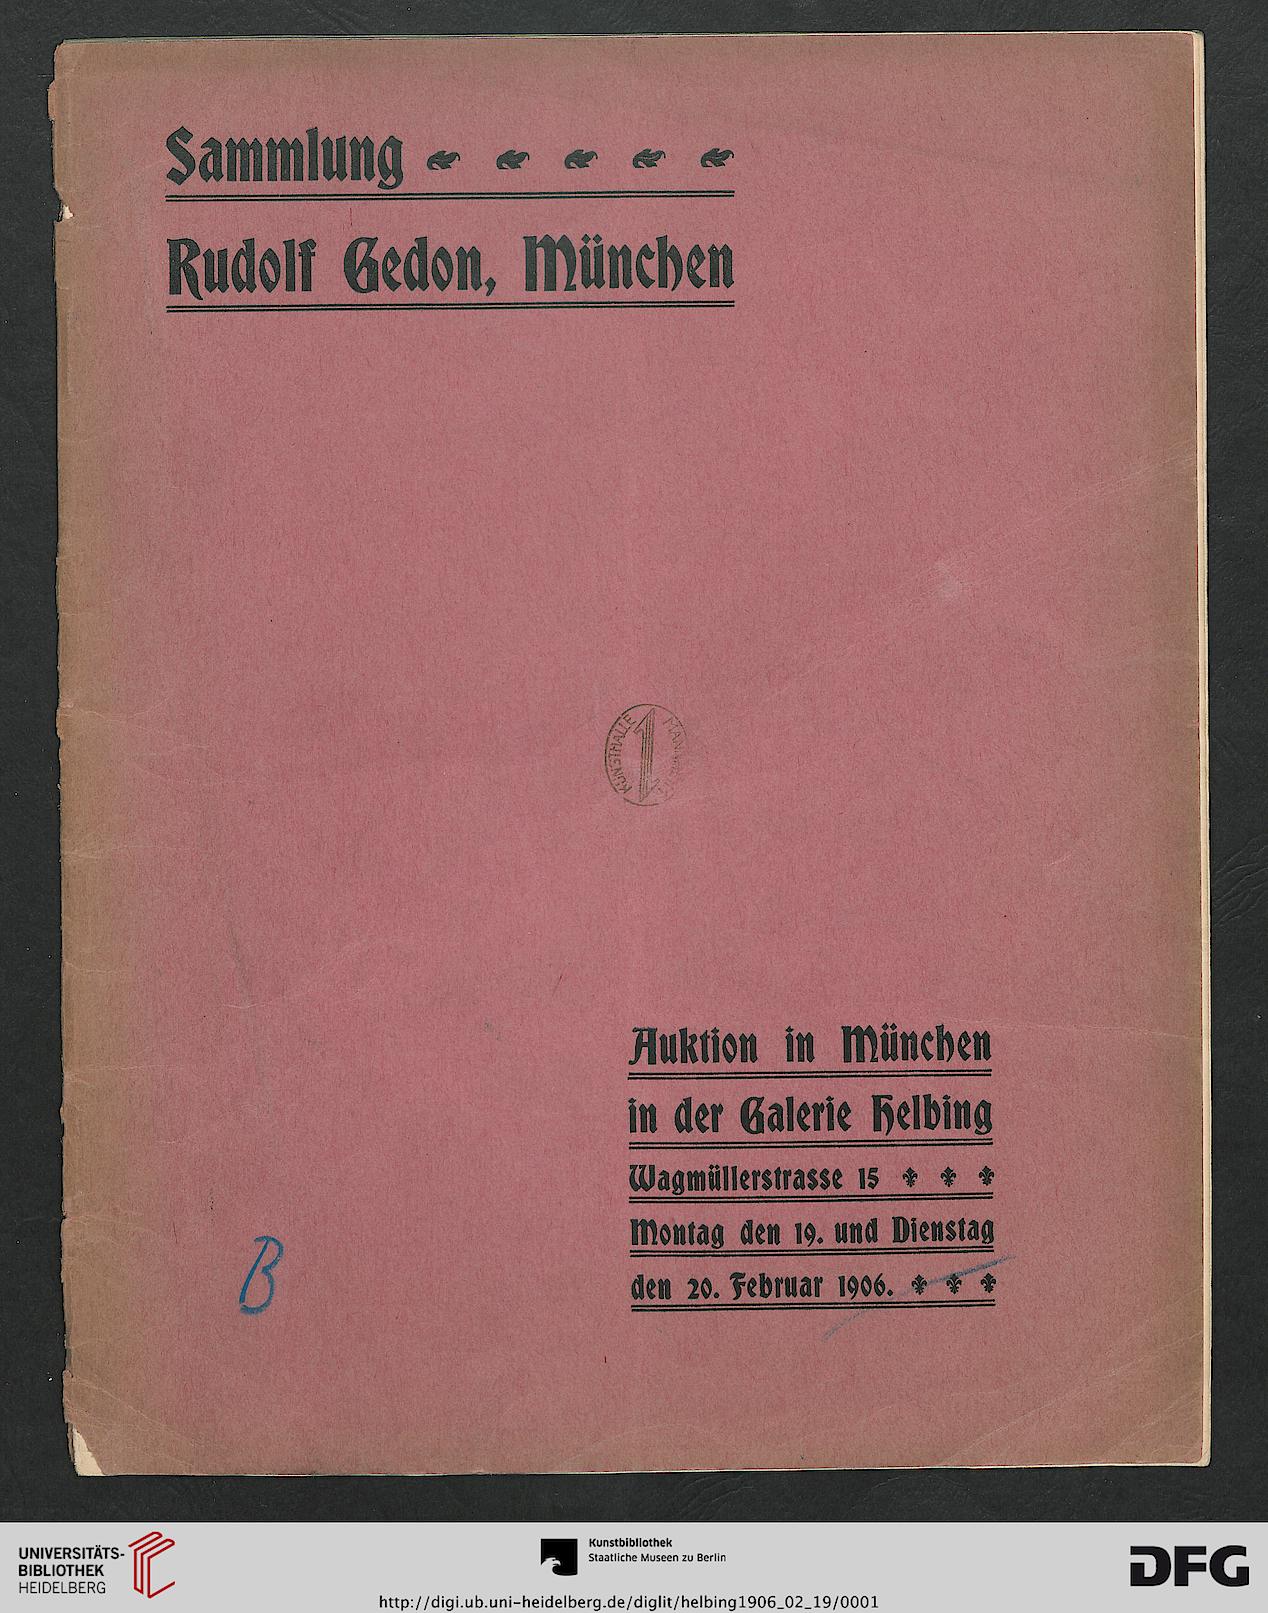 Sammlung
Rudolf Gedon, München
KUNSTHALLE
Auktion in München
in der Galerie Helbing
Wagmüllerstrasse 15
Montag den 19. und Dienstag
den 20. Februar 1906.
B
UNIVERSITÄTS-
BIBLIOTHEK
HEIDELBERG
Kunstbibliothek
Staatliche Museen zu Berlin
DFG
http://digi.ub.uni-heidelberg.de/diglit/helbing1906_02_19/0001